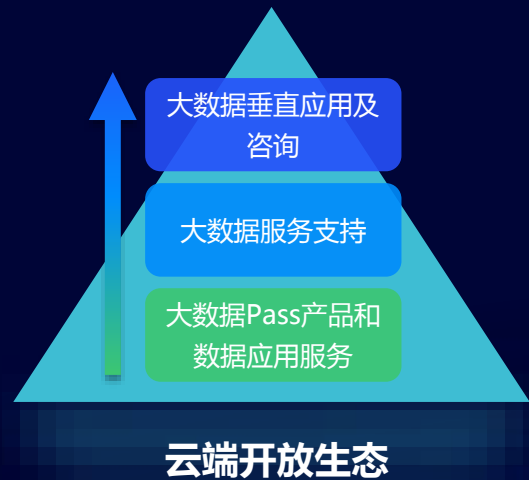 大数据垂直应用及
咨询
大数据服务支持
大数据Pass产品和
数据应用服务
云端开放生态